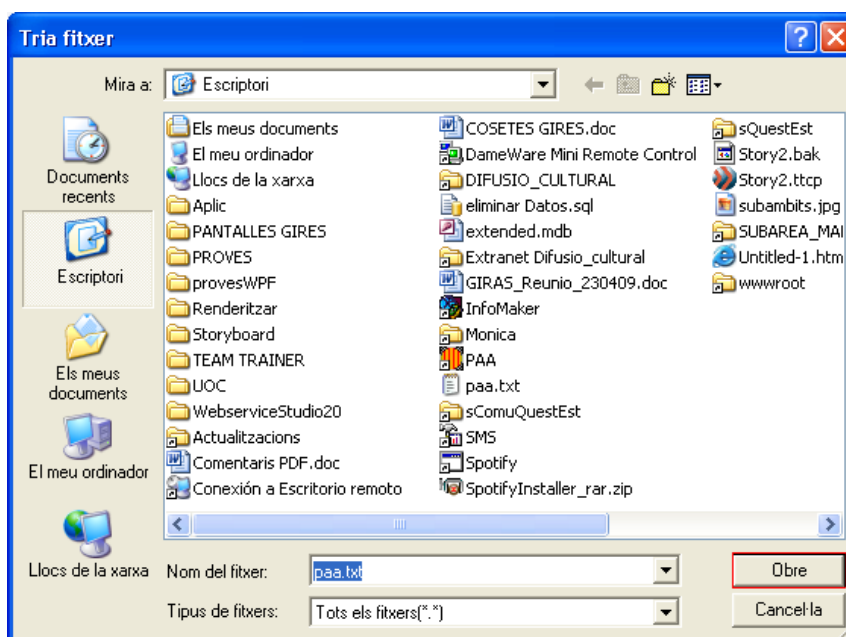 Tria fitxer
Mira a:
Escriptori
Documents
recents
Escriptori
Els meus
documents
El meu ordinador
Llocs de la xarxa
Els meus documents
El meu ordinador
Llocs de la xarxa
Aplic
PANTALLES GIRES
PROVES
provesWPF
Renderitzar
Storyboard
TEAM TRAINER
UOC
WebserviceStudio20
Actualitzacions
Comentaris PDF.doc
Conexión a Escritorio remoto
COSETES GIRES.doc
DameWare Mini Remote Control
DIFUSIO_CULTURAL
eliminar Datos.sql
extended.mdb
Extranet Difusio_cultural
GIRAS_Reunio_230409.doc
InfoMaker
Monica
PAA
paa.txt
sComuQuestEst
SMS
Spotify
SpotifyInstaller_rar.zip
sQuestEst
Story2.bak
Story2.ttcp
subambits.jpg
SUBAREA_MAI
Untitled-1.htm
wwwroot
Nom del fitxer:
paa.txt
Obre
Tipus de fitxers:
Tots els fitxers(*.*)
Cancel·la